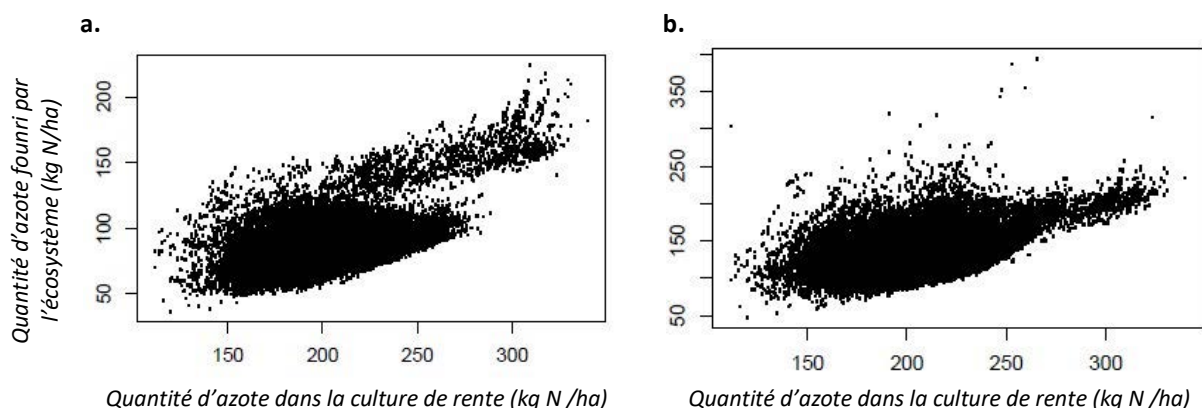 a.
b.
Quantité d'azote founri par
l'écosystème (kg N/ha)
200
150
100
50
350
250
150
50
150 200 250 300
150 200 250 300
Quantité d'azote dans la culture de rente (kg N /ha)
Quantité d'azote dans la culture de rente (kg N /ha)